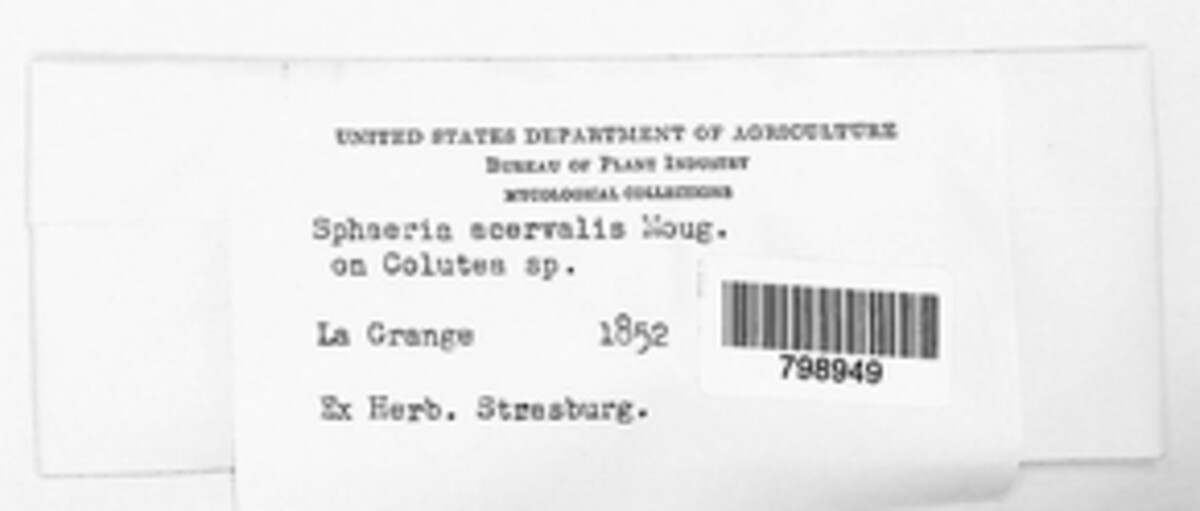 UNITED STATES DEPARTMENT OF AGRICULTURE
BUREAU OF PLANT INDUSTRY
MYCOLOGICAL COLLECTIONS
Sphaeria acervalis Moug.
on Colutea sp.
La Grange 1852
798949
Ex Herb. Strasburg.